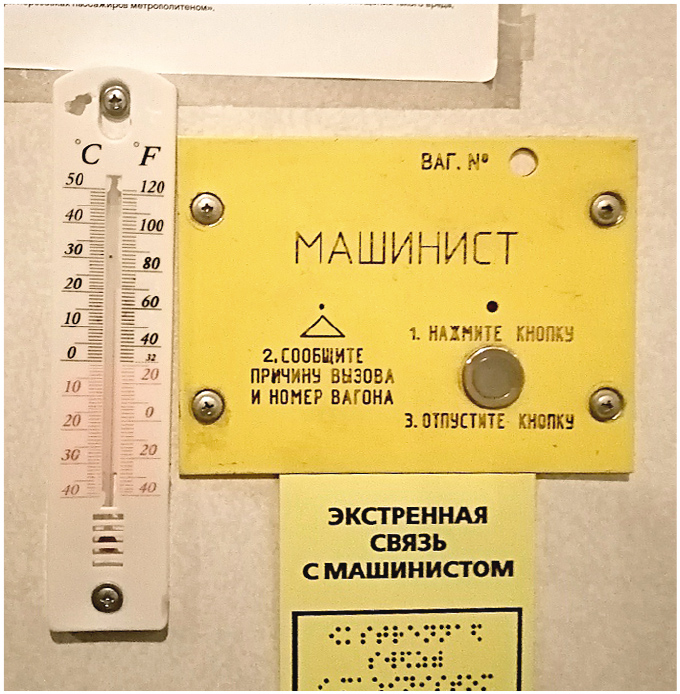 пассажиров метрополитеном».
°C °F
50 120
40 100
30 80
20 60
10 40
0 32
10 20
20 0
30 20
40 40
ВАГ. №
МАШИНИСТ
1. НАЖМИТЕ КНОПКУ
2. СООБЩИТЕ
ПРИЧИНУ ВЫЗОВА
И НОМЕР ВАГОНА
3. ОТПУСТИТЕ КНОПКУ
ЭКСТРЕННАЯ
СВЯЗЬ
С МАШИНИСТОМ